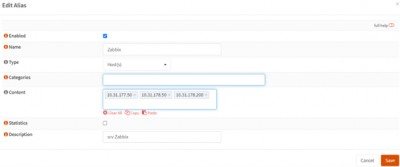 Edit Alias
full help
Enabled
Name
Zabbix
Type
Host(s)
Categories
Content
10.31.177.50 10.31.178.50 10.31.178.200
Clear All Copy Paste
Statistics
Description
srv Zabbix
Cancel Save